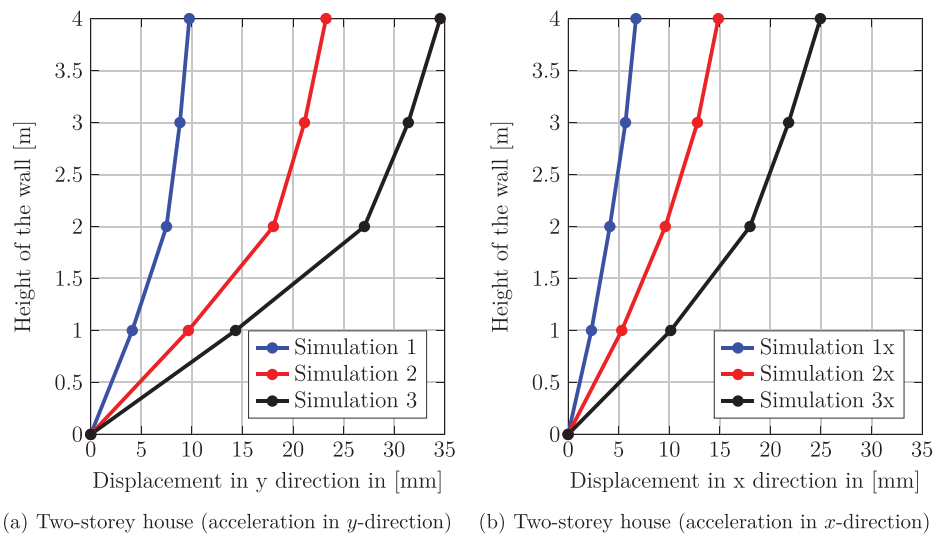 4
3.5
3
2.5
2
1.5
1
0.5
0
Height of the wall [m]
Simulation 1
Simulation 2
Simulation 3
0 5 10 15 20 25 30 35
Displacement in y direction in [mm]
(a) Two-storey house (acceleration in y-direction)
4
3.5
3
2.5
2
1.5
1
0.5
0
Height of the wall [m]
Simulation 1x
Simulation 2x
Simulation 3x
0 5 10 15 20 25 30 35
Displacement in x direction in [mm]
(b) Two-storey house (acceleration in x-direction)